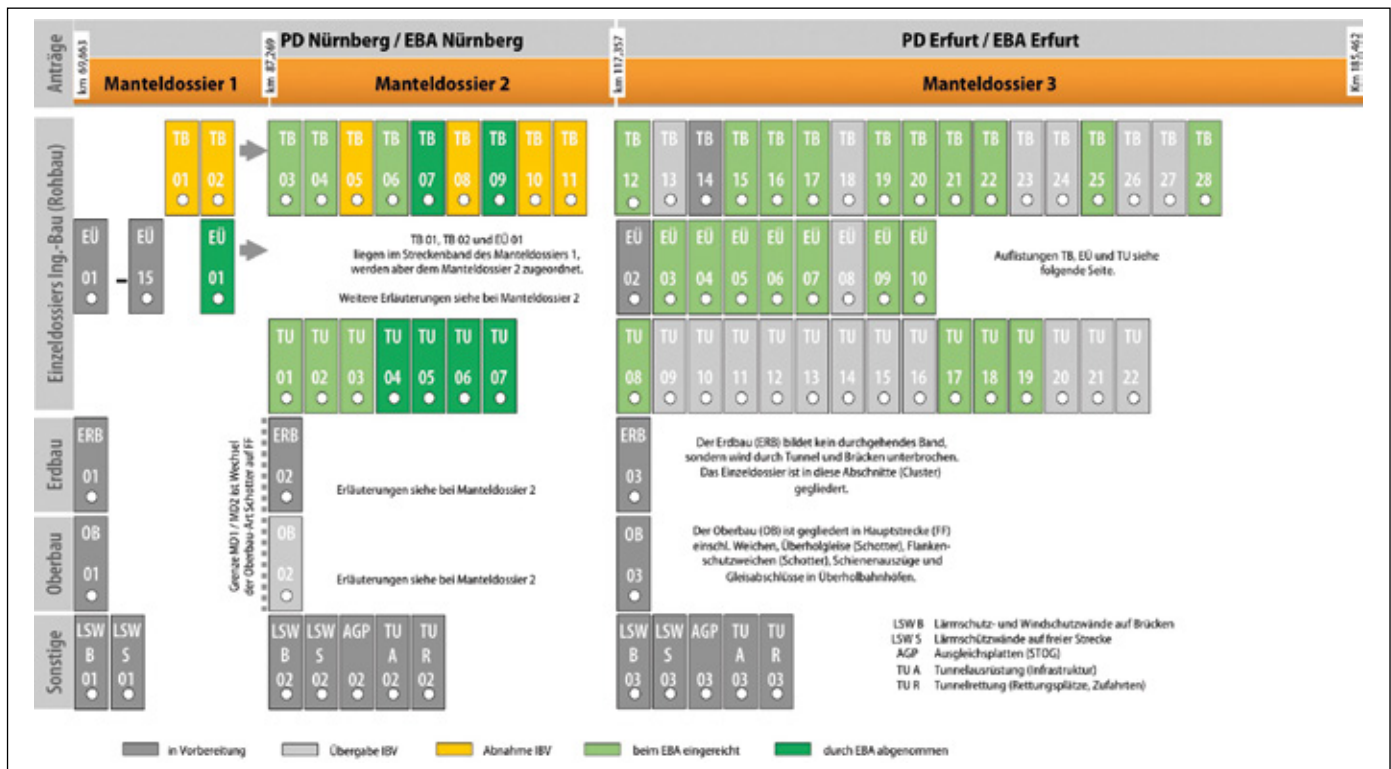 Anträge
km 69,663
PD Nürnberg / EBA Nürnberg
km 87,269
km 117,357
PD Erfurt / EBA Erfurt
Km 185,462
Manteldossier 1
Manteldossier 2
Manteldossier 3
Einzeldossiers Ing.-Bau (Rohbau)
TB TB TB TB TB TB TB TB TB TB TB TB TB TB TB TB TB TB TB TB TB TB TB TB TB TB TB TB
01 02 03 04 05 06 07 08 09 10 11 12 13 14 15 16 17 18 19 20 21 22 23 24 25 26 27 28
EÜ EÜ EÜ EÜ EÜ EÜ EÜ EÜ EÜ EÜ EÜ EÜ
01 – 15 01 02 03 04 05 06 07 08 09 10
TB 01, TB 02 und EÜ 01
liegen im Streckenband des Manteldossiers 1,
werden aber dem Manteldossier 2 zugeordnet.
Weitere Erläuterungen siehe bei Manteldossier 2
Auflistungen TB, EÜ und TU siehe
folgende Seite.
TU TU TU TU TU TU TU TU TU TU TU TU TU TU TU TU TU TU TU TU TU TU
01 02 03 04 05 06 07 08 09 10 11 12 13 14 15 16 17 18 19 20 21 22
Erdbau
ERB ERB ERB
01 02 03
Grenze MD1 / MD2 ist Wechsel
der Oberbau-Art Schotter auf FF
Erläuterungen siehe bei Manteldossier 2
Der Erdbau (ERB) bildet kein durchgehendes Band,
sondern wird durch Tunnel und Brücken unterbrochen.
Das Einzeldossier ist in diese Abschnitte (Cluster)
gegliedert.
Oberbau
OB OB OB
01 02 03
Erläuterungen siehe bei Manteldossier 2
Der Oberbau (OB) ist gegliedert in Hauptstrecke (FF)
einschl. Weichen, Überholgleise (Schotter), Flanken-
schutzweichen (Schotter), Schienenauszüge und
Gleisabschlüsse in Überholbahnhöfen.
Sonstige
LSW LSW LSW LSW AGP TU TU LSW LSW AGP TU TU
B S B S A R B S A R
01 01 02 02 02 02 02 03 03 03 03 03
LSW B Lärmschutz- und Windschutzwände auf Brücken
LSW S Lärmschützwände auf freier Strecke
AGP Ausgleichsplatten (STOG)
TU A Tunnelausrüstung (Infrastruktur)
TU R Tunnelrettung (Rettungsplätze, Zufahrten)
in Vorbereitung Übergabe IBV Abnahme IBV beim EBA eingereicht durch EBA abgenommen